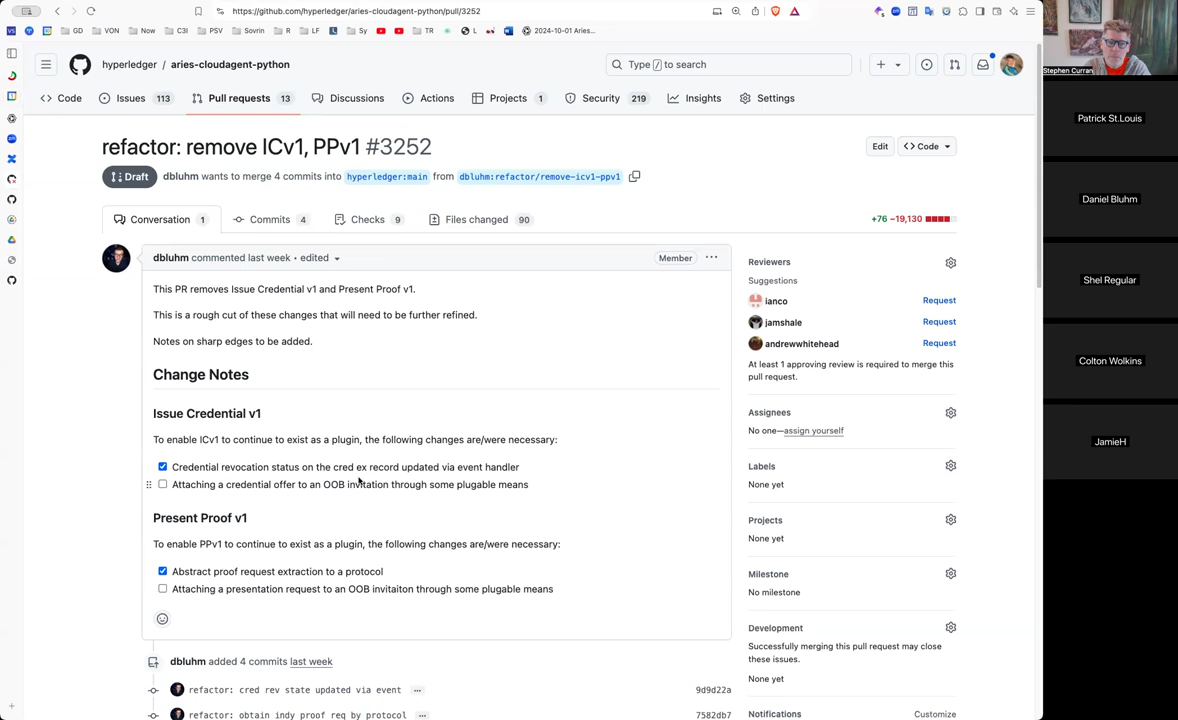 https://github.com/hyperledger/aries-cloudagent-python/pull/3252
GD
VON
Now
C3I
PSV
Sovrin
R
LF
Sy
TR
L
2024-10-01 Aries...
hyperledger / aries-cloudagent-python
Type / to search
Code
Issues 113
Pull requests 13
Discussions
Actions
Projects 1
Security 219
Insights
Settings
refactor: remove ICv1, PPv1 #3252
Edit
Code
Draft
dbluhm wants to merge 4 commits into hyperledger:main from dbluhm:refactor/remove-icv1-ppv1
Conversation 1
Commits 4
Checks 9
Files changed 90
+76 −19,130
dbluhm commented last week • edited
Member
This PR removes Issue Credential v1 and Present Proof v1.
This is a rough cut of these changes that will need to be further refined.
Notes on sharp edges to be added.
Change Notes
Issue Credential v1
To enable ICv1 to continue to exist as a plugin, the following changes are/were necessary:
Credential revocation status on the cred ex record updated via event handler
Attaching a credential offer to an OOB invitation through some plugable means
Present Proof v1
To enable PPv1 to continue to exist as a plugin, the following changes are/were necessary:
Abstract proof request extraction to a protocol
Attaching a presentation request to an OOB invitaiton through some plugable means
dbluhm added 4 commits last week
refactor: cred rev state updated via event ...
9d9d22a
refactor: obtain indy proof req by protocol ...
7582db7
Reviewers
Suggestions
ianco
Request
jamshale
Request
andrewwhitehead
Request
At least 1 approving review is required to merge this
pull request.
Assignees
No one—assign yourself
Labels
None yet
Projects
None yet
Milestone
No milestone
Development
Successfully merging this pull request may close
these issues.
None yet
Notifications
Customize
Stephen Curran
Patrick St.Louis
Daniel Bluhm
Shel Regular
Colton Wolkins
JamieH